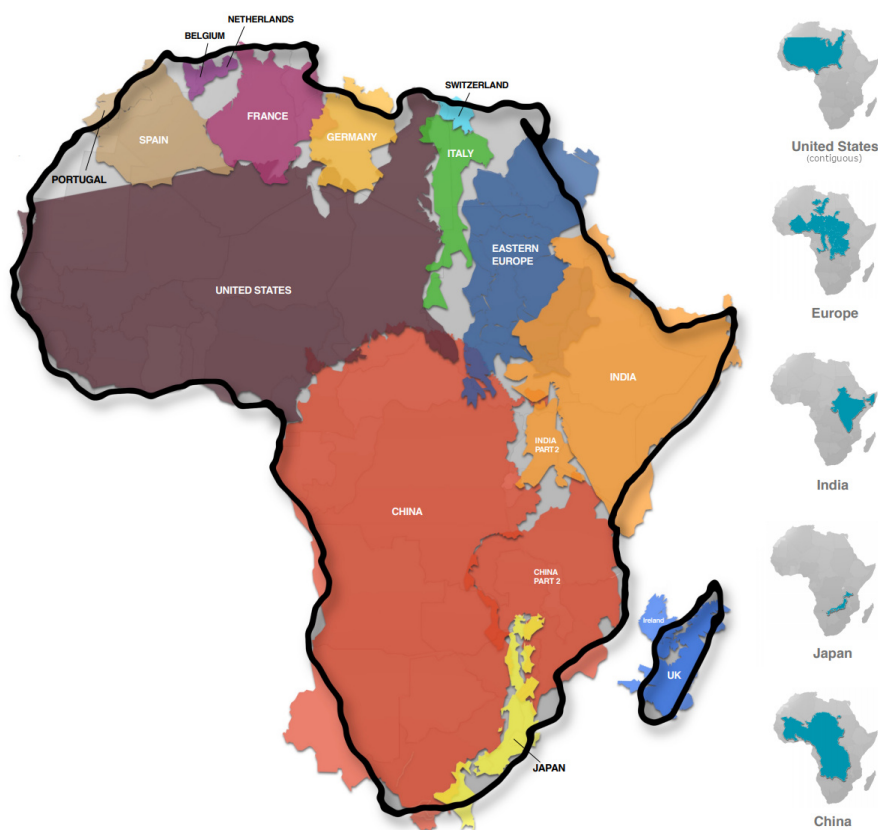 NETHERLANDS
BELGIUM
SWITZERLAND
FRANCE
GERMANY
SPAIN
ITALY
PORTUGAL
EASTERN
EUROPE
UNITED STATES
INDIA
INDIA
PART 2
CHINA
CHINA
PART 2
Ireland
UK
JAPAN
United States
(contiguous)
Europe
India
Japan
China